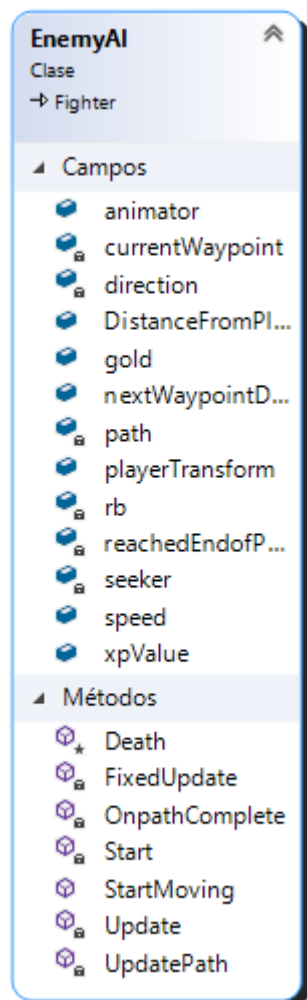 EnemyAI
Clase
Fighter
Campos
animator
currentWaypoint
direction
DistanceFromPl...
gold
nextWaypointD...
path
playerTransform
rb
reachedEndofP...
seeker
speed
xpValue
Métodos
Death
FixedUpdate
OnpathComplete
Start
StartMoving
Update
UpdatePath